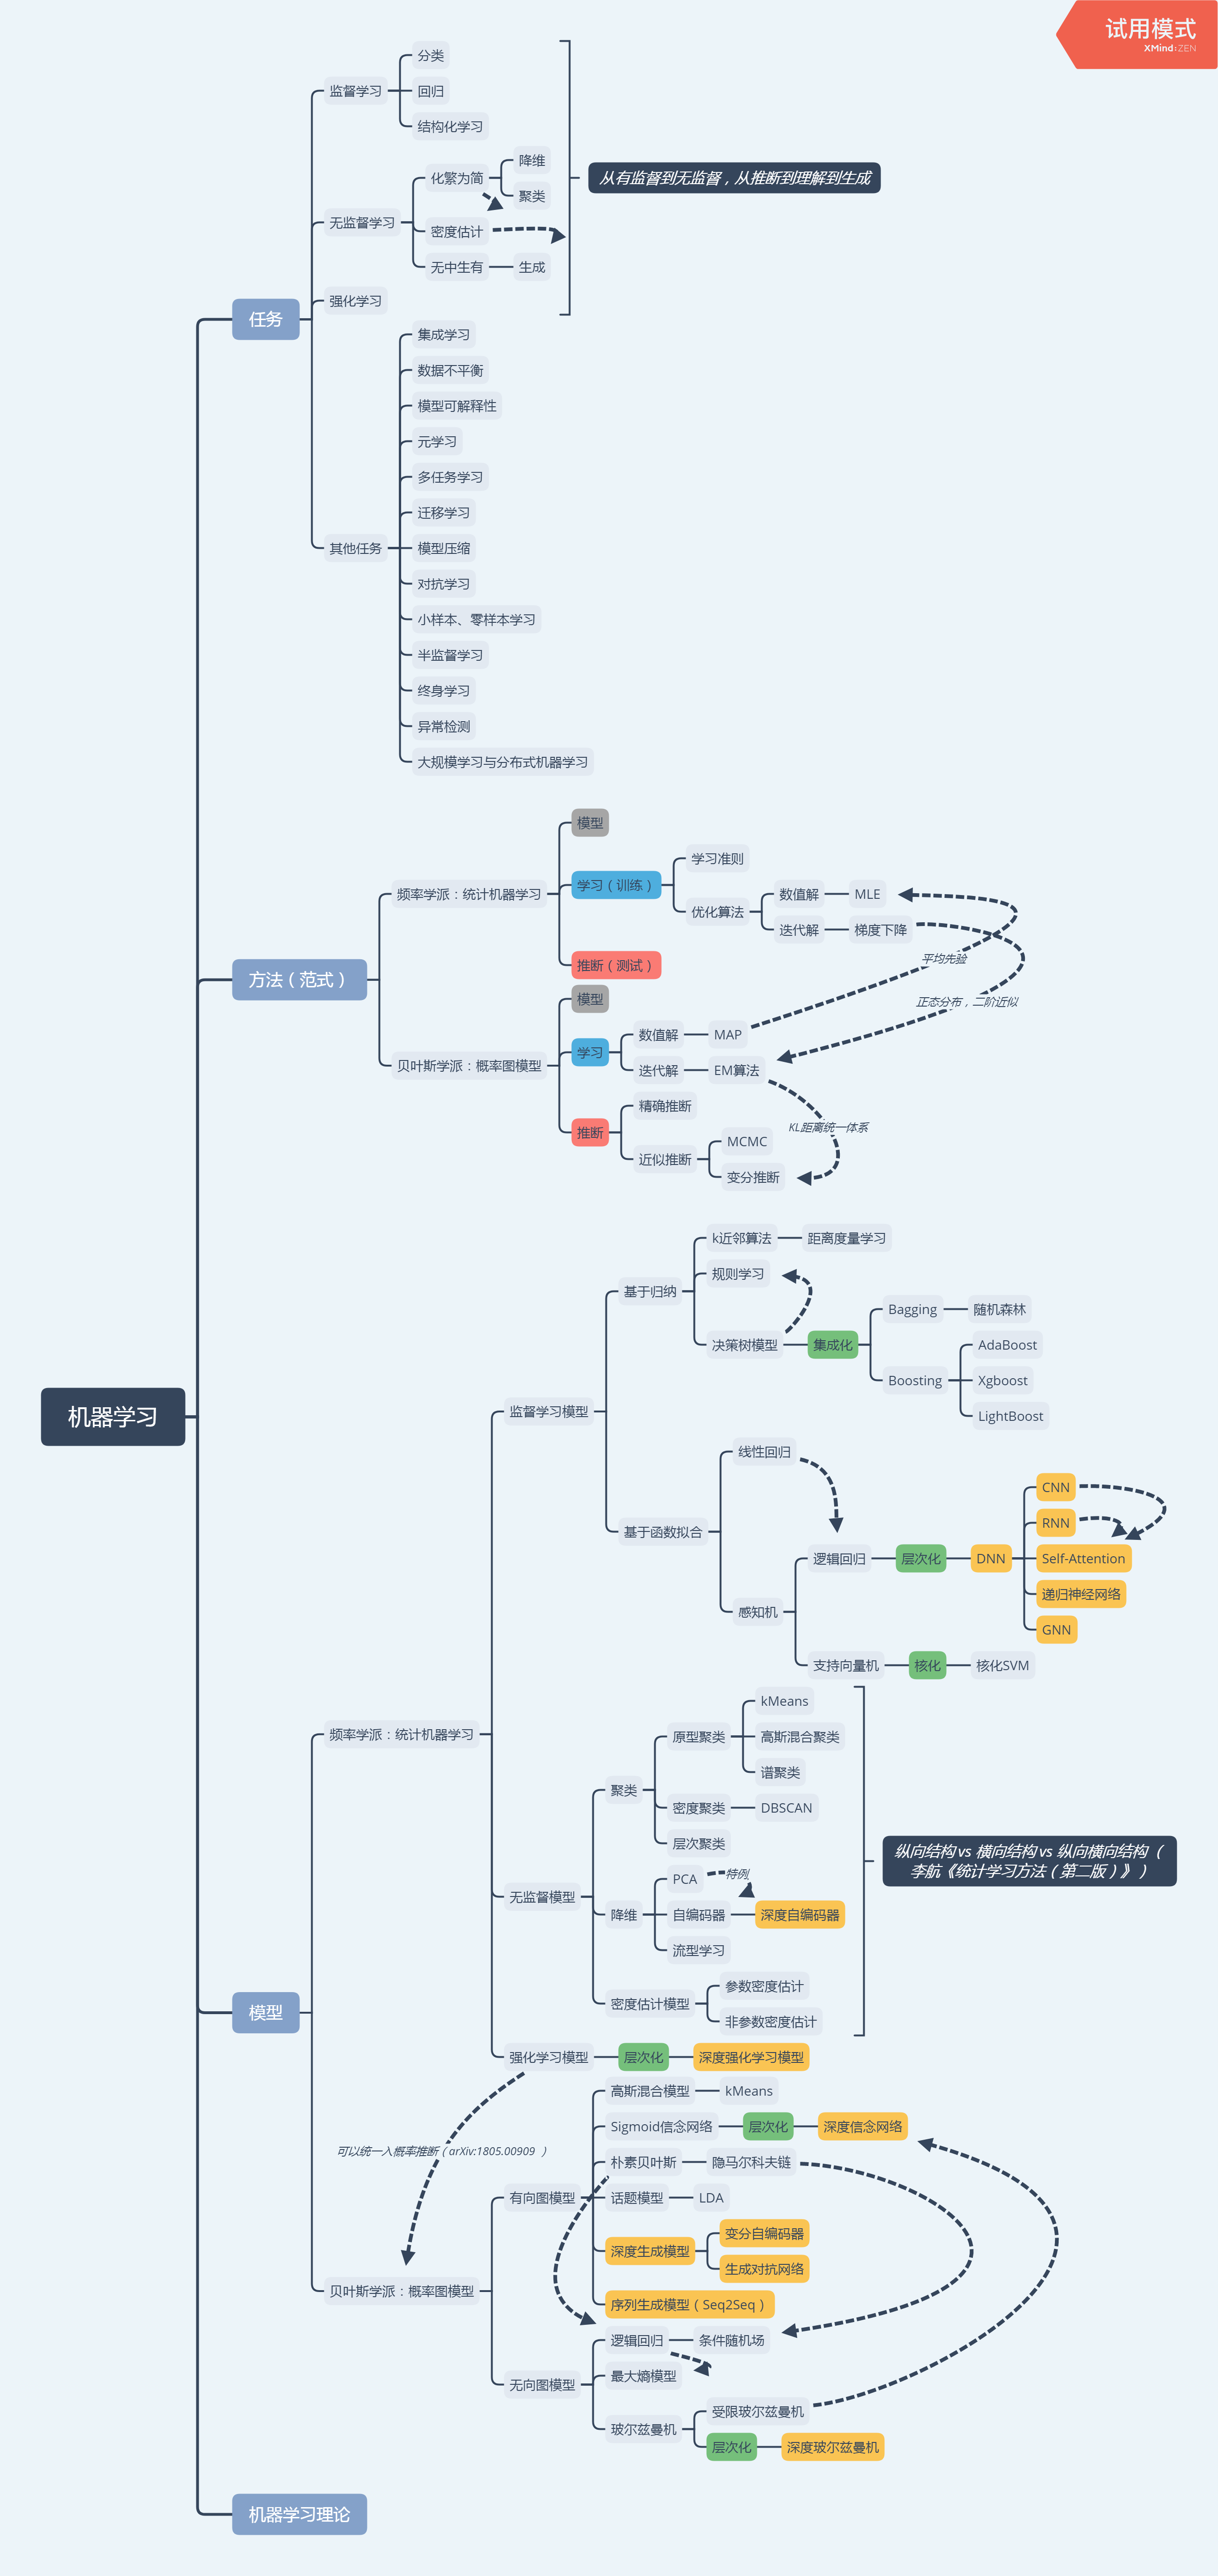 试用模式
XMind:ZEN
机器学习
任务
监督学习
分类
回归
结构化学习
无监督学习
化繁为简
降维
聚类
密度估计
无中生有
生成
强化学习
从有监督到无监督，从推断到理解到生成
其他任务
集成学习
数据不平衡
模型可解释性
元学习
多任务学习
迁移学习
模型压缩
对抗学习
小样本、零样本学习
半监督学习
终身学习
异常检测
大规模学习与分布式机器学习
方法（范式）
频率学派：统计机器学习
模型
学习（训练）
学习准则
优化算法
数值解
MLE
迭代解
梯度下降
推断（测试）
平均先验
正态分布，二阶近似
贝叶斯学派：概率图模型
模型
学习
数值解
MAP
迭代解
EM算法
推断
精确推断
近似推断
MCMC
变分推断
KL距离统一体系
模型
频率学派：统计机器学习
监督学习模型
基于归纳
k近邻算法
距离度量学习
规则学习
决策树模型
集成化
Bagging
随机森林
Boosting
AdaBoost
Xgboost
LightBoost
基于函数拟合
线性回归
感知机
逻辑回归
层次化
DNN
CNN
RNN
Self-Attention
递归神经网络
GNN
支持向量机
核化
核化SVM
无监督模型
聚类
原型聚类
kMeans
高斯混合聚类
谱聚类
密度聚类
DBSCAN
层次聚类
降维
PCA
特例
自编码器
深度自编码器
流型学习
密度估计模型
参数密度估计
非参数密度估计
纵向结构 vs 横向结构 vs 纵向横向结构（
李航《统计学习方法（第二版）》）
强化学习模型
层次化
深度强化学习模型
可以统一入概率推断（arXiv:1805.00909 ）
贝叶斯学派：概率图模型
有向图模型
高斯混合模型
kMeans
Sigmoid信念网络
层次化
深度信念网络
朴素贝叶斯
隐马尔科夫链
话题模型
LDA
深度生成模型
变分自编码器
生成对抗网络
序列生成模型（Seq2Seq）
无向图模型
逻辑回归
条件随机场
最大熵模型
玻尔兹曼机
受限玻尔兹曼机
层次化
深度玻尔兹曼机
机器学习理论